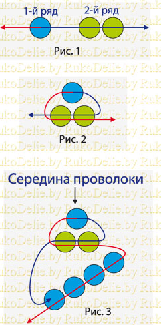 1-й ряд 2-й ряд
Рис. 1
Рис. 2
Середина проволоки
Рис. 3